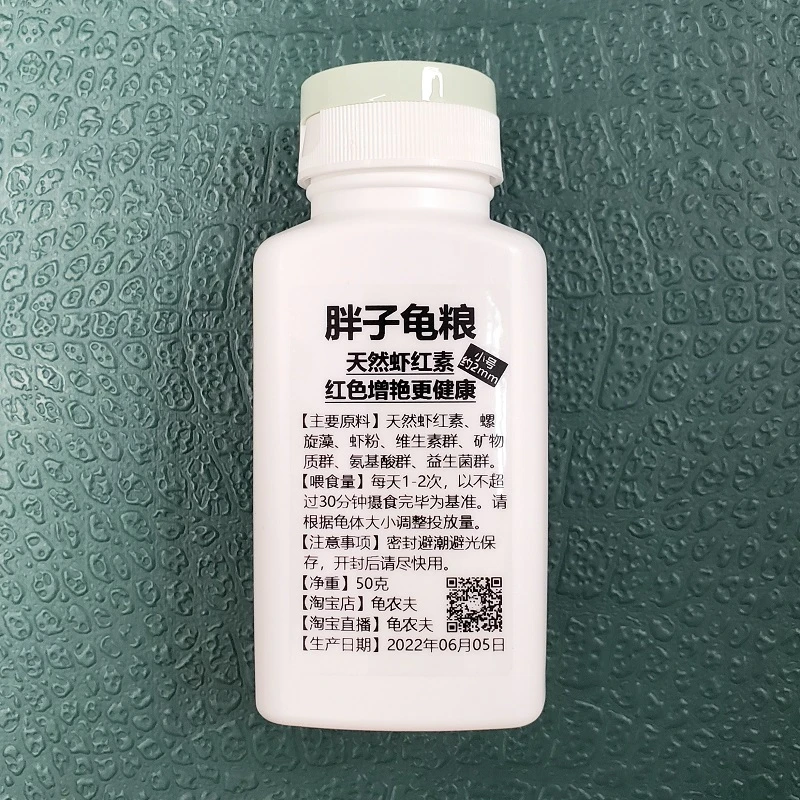 胖子龟粮
天然虾红素
小号
约2mm
红色增艳更健康
【主要原料】天然虾红素、螺
旋藻、虾粉、维生素群、矿物
质群、氨基酸群、益生菌群。
【喂食量】每天1-2次，以不超
过30分钟摄食完毕为基准。请
根据龟体大小调整投放量。
【注意事项】密封避潮避光保
存，开封后请尽快用。
【净重】50克
【淘宝店】龟农夫
【淘宝直播】龟农夫
【生产日期】2022年06月05日